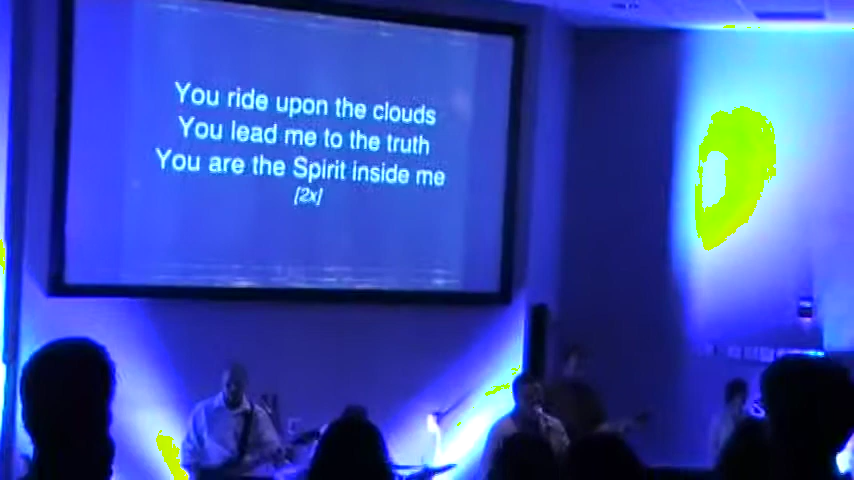 You ride upon the clouds
You lead me to the truth
You are the Spirit inside me
[2x]